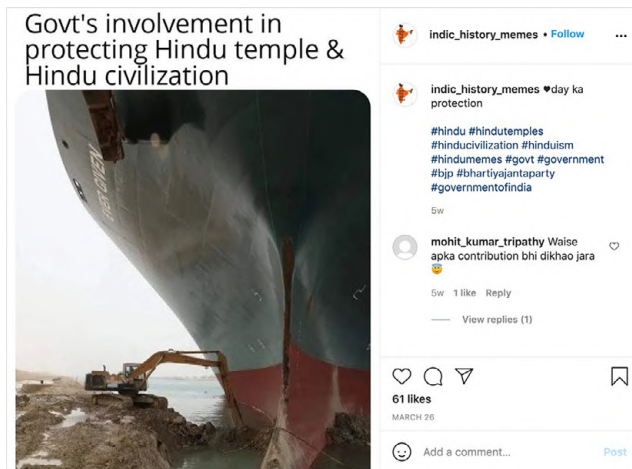 Govt's involvement in
protecting Hindu temple &
Hindu civilization
EVER GIVEN
indic_history_memes • Follow
indic_history_memes ♥day ka
protection
#hindu #hindutemples
#hinducivilization #hinduism
#hindumemes #govt #government
#bjp #bhartiyajantaparty
#governmentofindia
5w
mohit_kumar_tripathy Waise
apka contribution bhi dikhao jara
😇
5w 1 like Reply
View replies (1)
61 likes
MARCH 26
Add a comment... Post